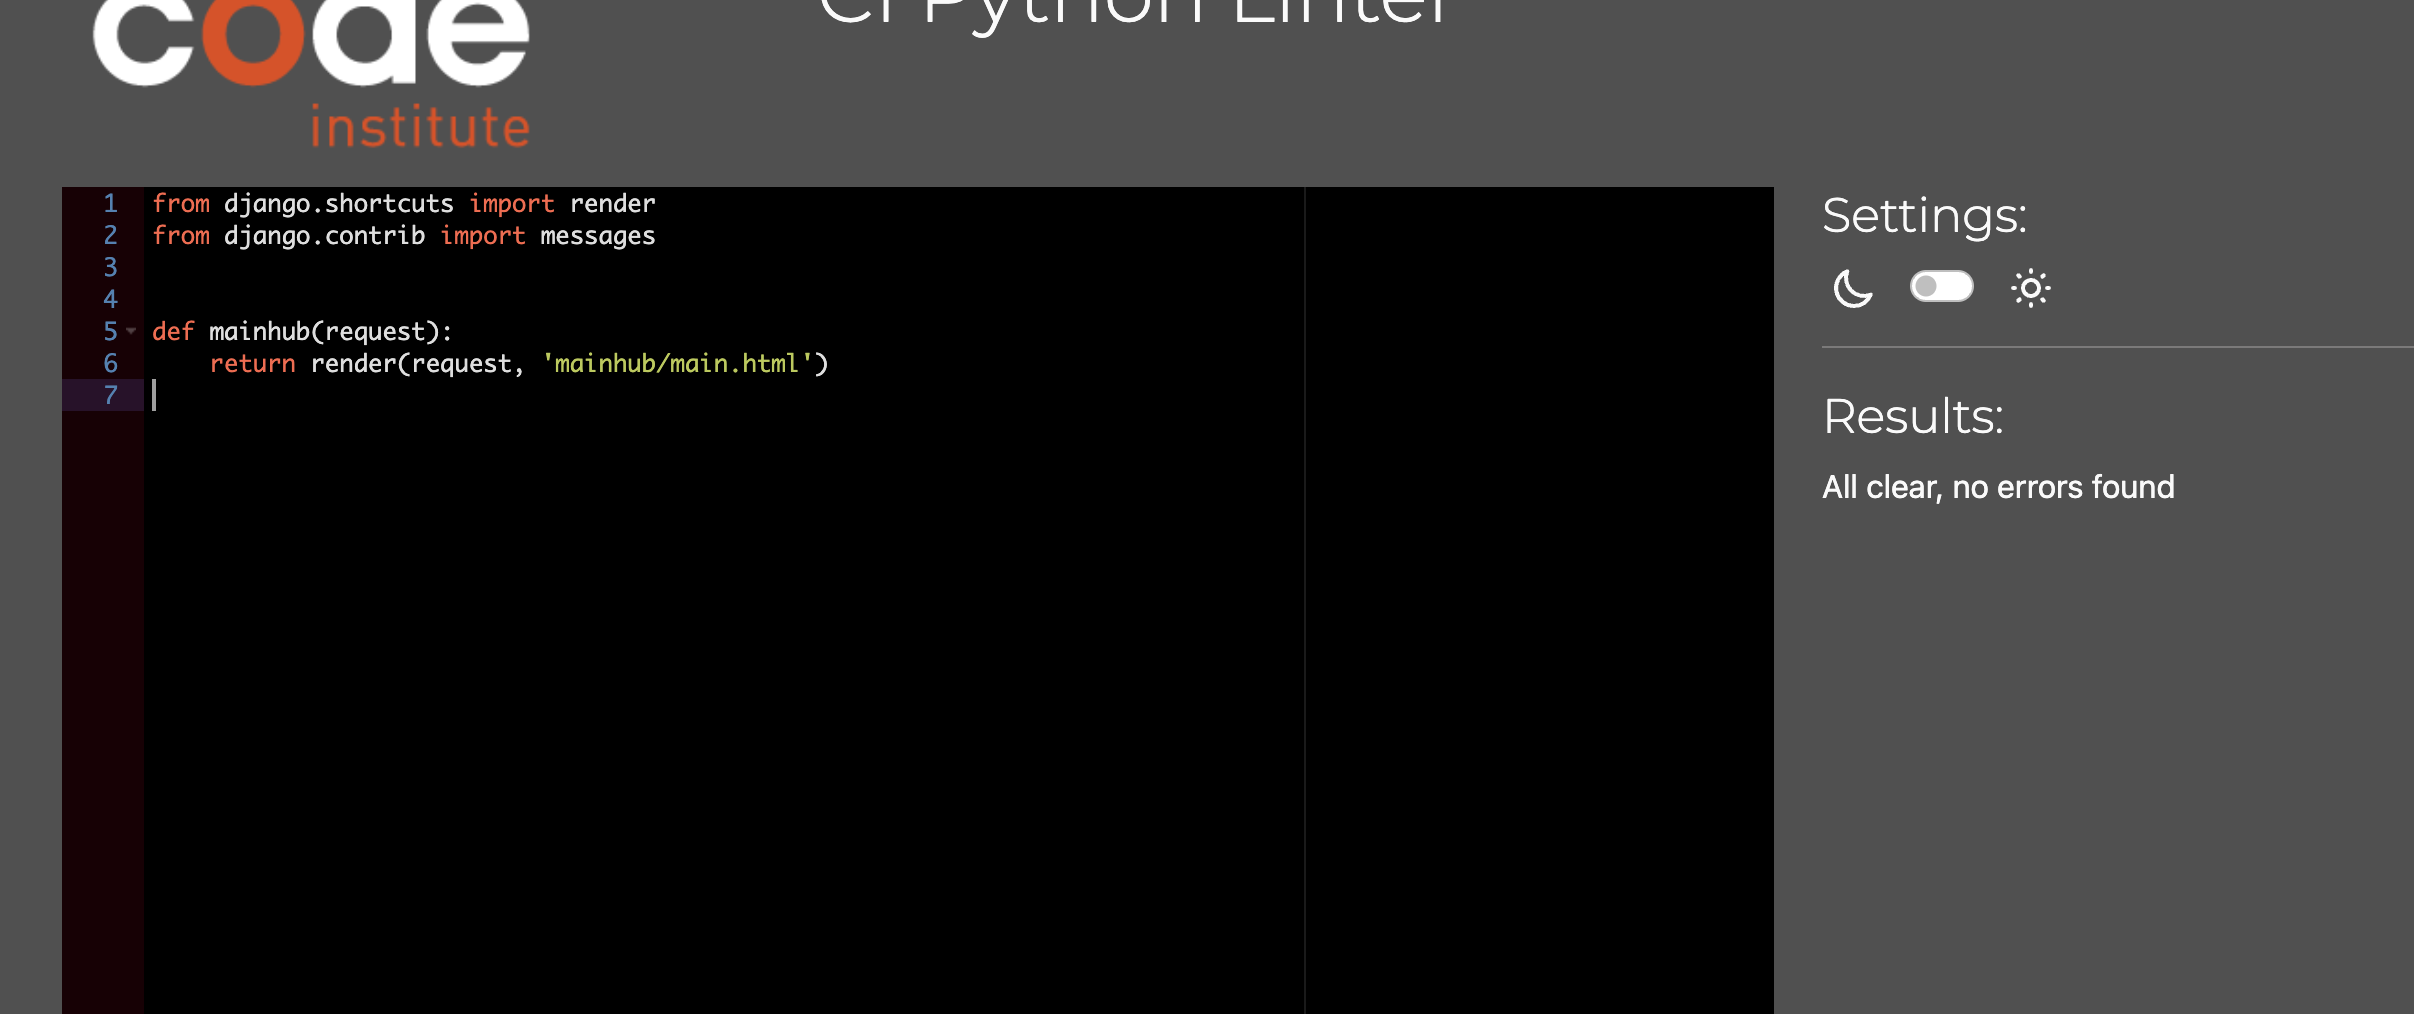 code
institute
CI Python Linter
1 from django.shortcuts import render
2 from django.contrib import messages
3
4
5 def mainhub(request):
6     return render(request, 'mainhub/main.html')
7
Settings:
Results:
All clear, no errors found